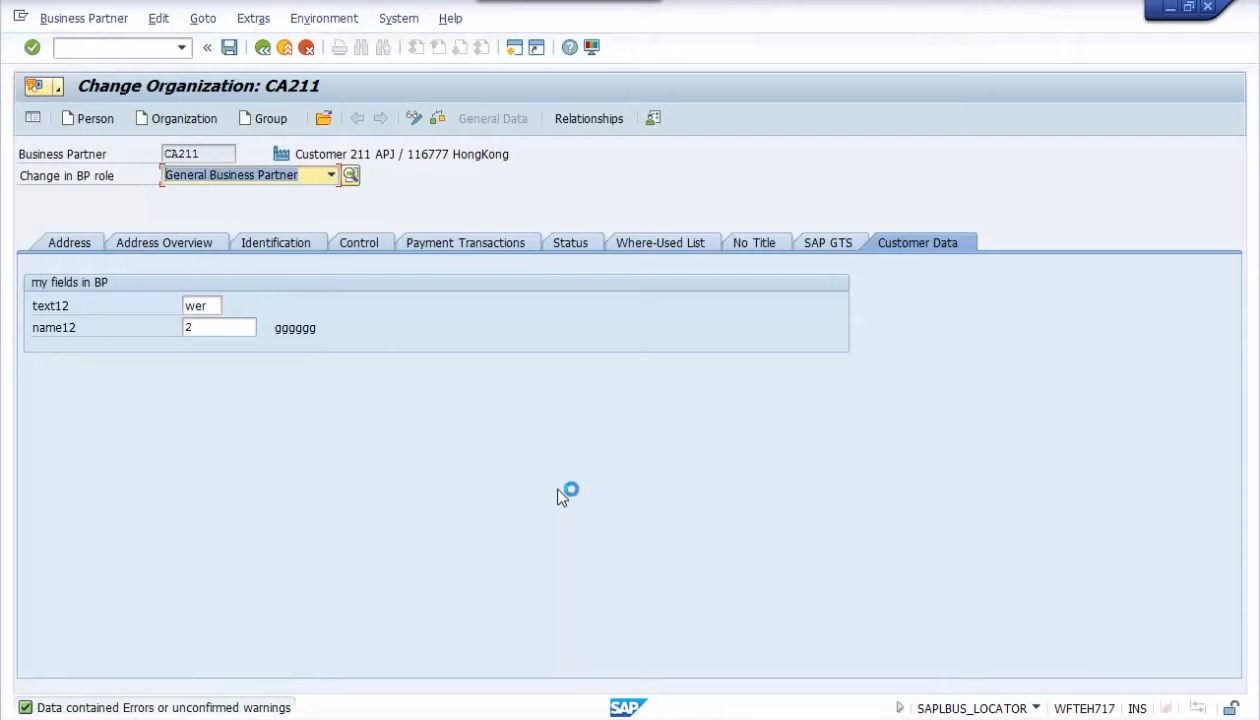 Business Partner Edit Goto Extras Environment System Help
Change Organization: CA211
Person Organization Group General Data Relationships
Business Partner CA211 Customer 211 APJ / 116777 HongKong
Change in BP role General Business Partner
Address Address Overview Identification Control Payment Transactions Status Where-Used List No Title SAP GTS Customer Data
my fields in BP
text12 wer
name12 2 gggggg
Data contained Errors or unconfirmed warnings SAP SAPLBUS_LOCATOR WFTEH717 INS